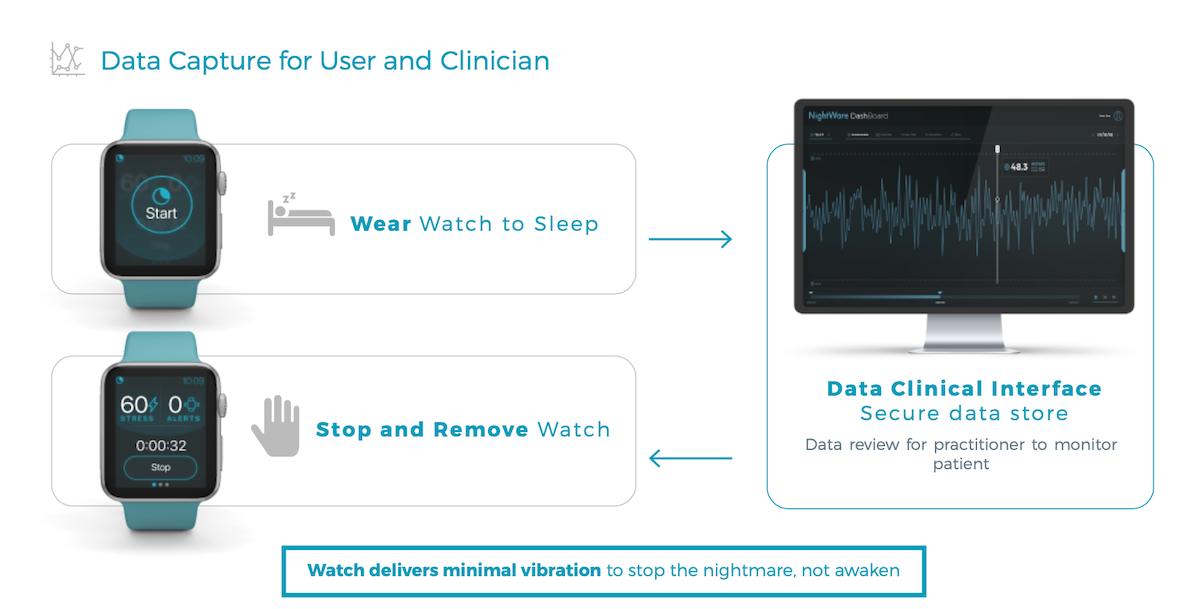 Data Capture for User and Clinician
10:09
Start
zz
Wear Watch to Sleep
NightWare DashBoard
48.3
10:09
60 0
STRESS ALERTS
0:00:32
Stop
Stop and Remove Watch
Data Clinical Interface
Secure data store
Data review for practitioner to monitor
patient
Watch delivers minimal vibration to stop the nightmare, not awaken